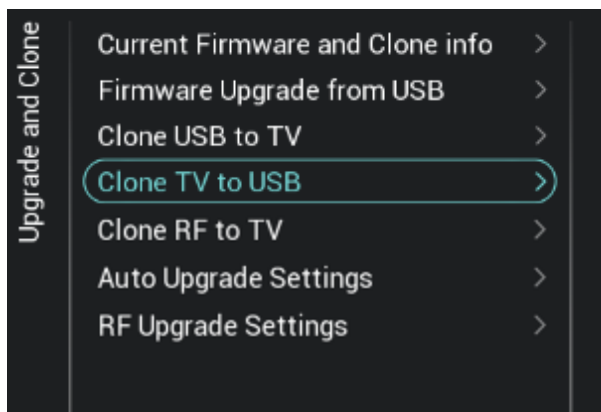 Upgrade and Clone
Current Firmware and Clone info
Firmware Upgrade from USB
Clone USB to TV
Clone TV to USB
Clone RF to TV
Auto Upgrade Settings
RF Upgrade Settings